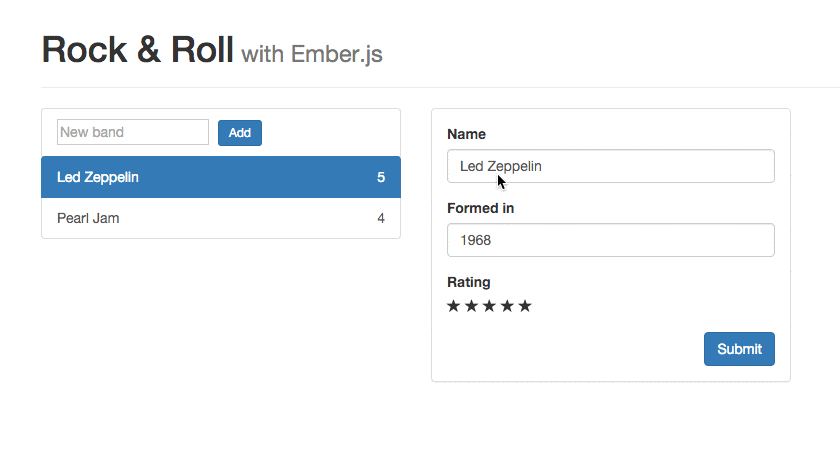 Rock & Roll with Ember.js
New band Add
Led Zeppelin 5
Pearl Jam 4
Name
Led Zeppelin
Formed in
1968
Rating
★★★★★
Submit